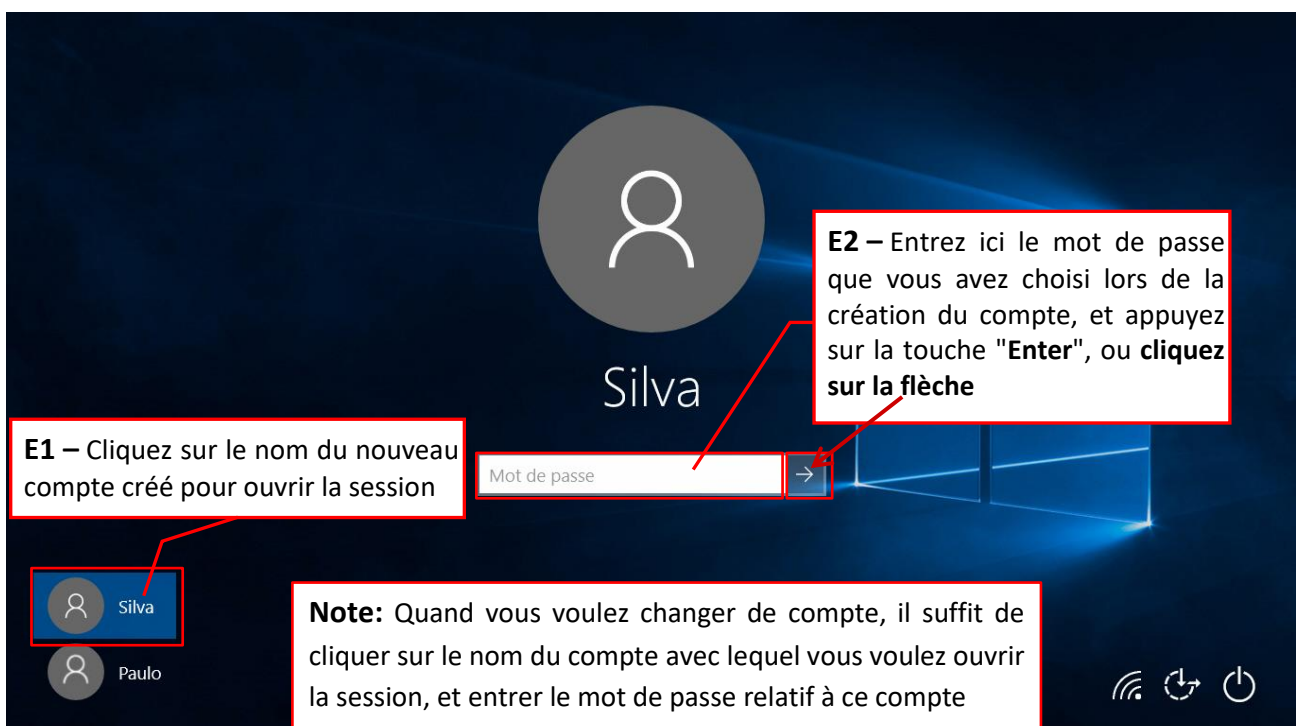 E2 – Entrez ici le mot de passe
que vous avez choisi lors de la
création du compte, et appuyez
sur la touche "Enter", ou cliquez
sur la flèche
Silva
E1 – Cliquez sur le nom du nouveau
compte créé pour ouvrir la session
Mot de passe
Silva
Paulo
Note: Quand vous voulez changer de compte, il suffit de
cliquer sur le nom du compte avec lequel vous voulez ouvrir
la session, et entrer le mot de passe relatif à ce compte